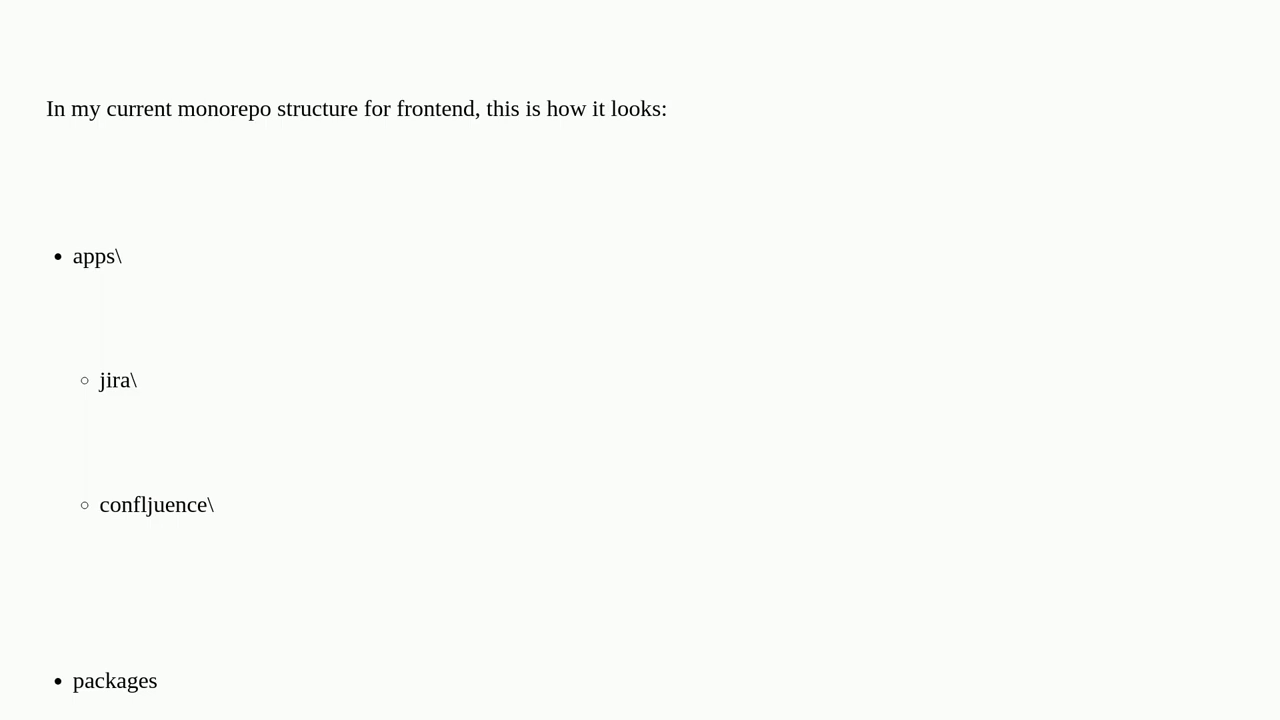 In my current monorepo structure for frontend, this is how it looks:
• apps\
◦ jira\
◦ confljuence\
• packages